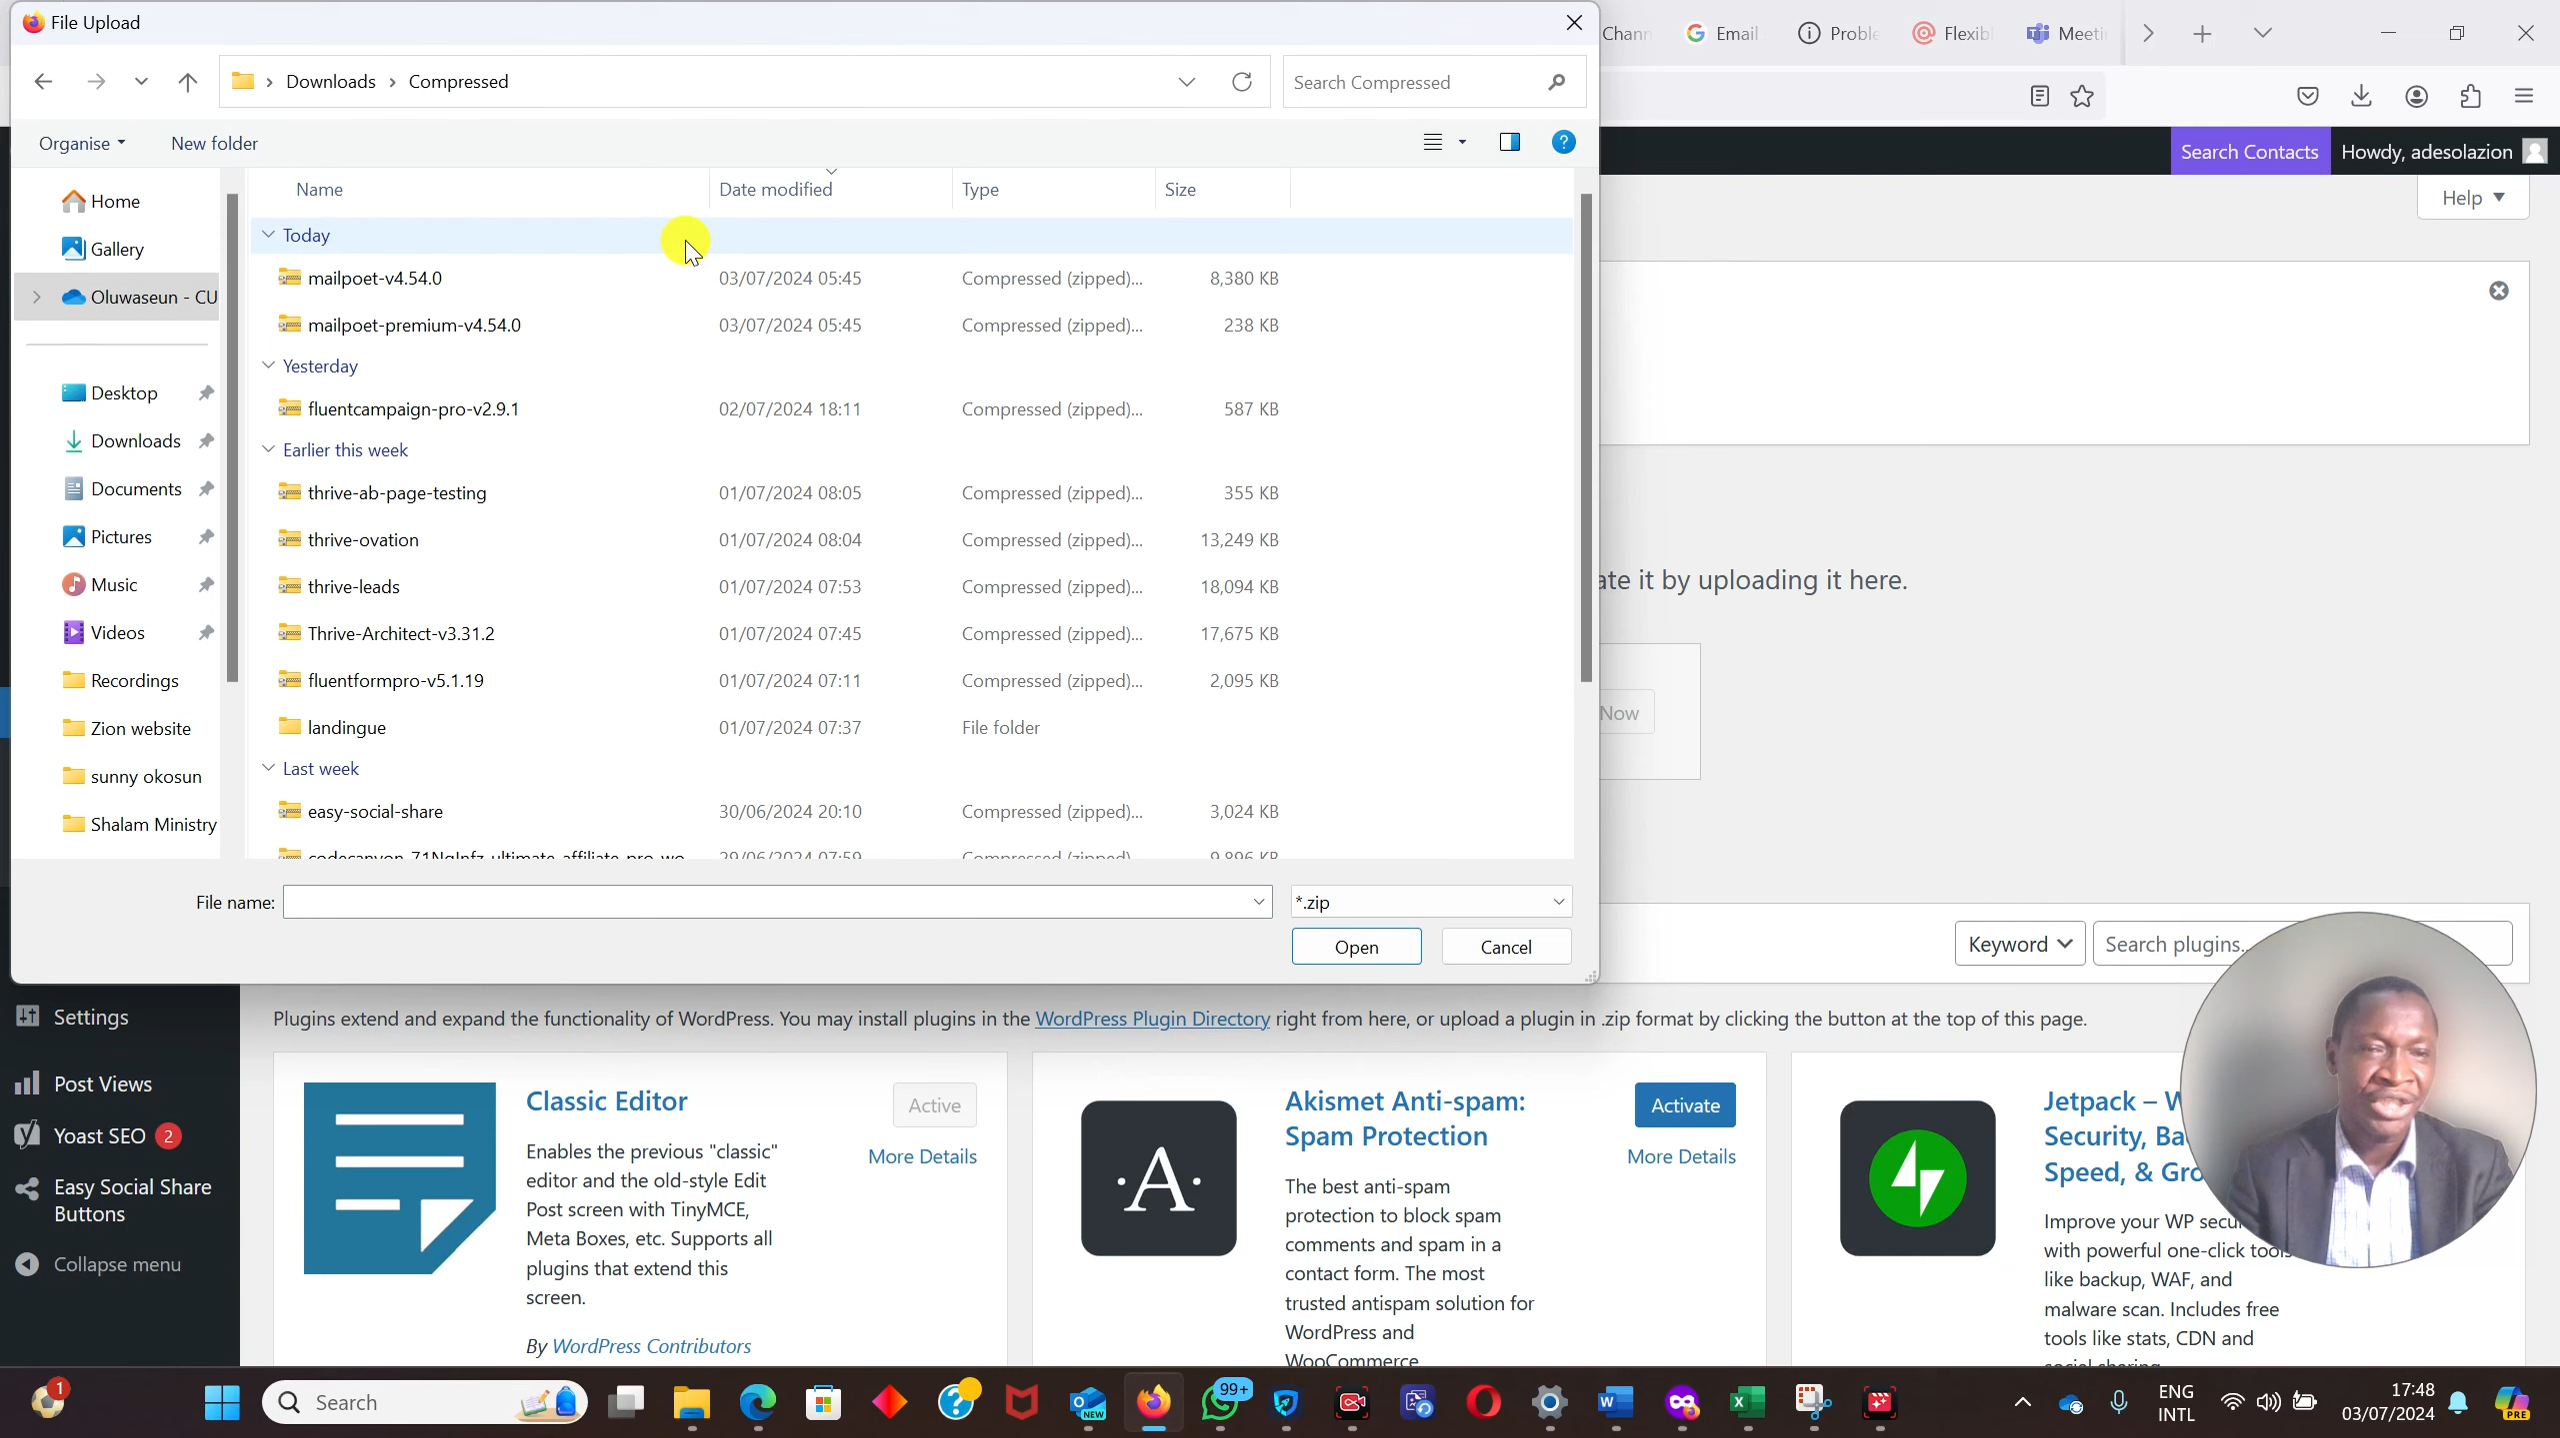 File Upload
Chann
Email
Proble
Flexib
Meeti
Downloads
Compressed
Search Compressed
Organise
New folder
Search Contacts
Howdy, adesolazion
Help
Home
Gallery
Oluwaseun - CU
Desktop
Downloads
Documents
Pictures
Music
Videos
Recordings
Zion website
sunny okosun
Shalam Ministry
Name Date modified Type Size
Today
mailpoet-v4.54.0 03/07/2024 05:45 Compressed (zipped)... 8,380 KB
mailpoet-premium-v4.54.0 03/07/2024 05:45 Compressed (zipped)... 238 KB
Yesterday
fluentcampaign-pro-v2.9.1 02/07/2024 18:11 Compressed (zipped)... 587 KB
Earlier this week
thrive-ab-page-testing 01/07/2024 08:05 Compressed (zipped)... 355 KB
thrive-ovation 01/07/2024 08:04 Compressed (zipped)... 13,249 KB
thrive-leads 01/07/2024 07:53 Compressed (zipped)... 18,094 KB
Thrive-Architect-v3.31.2 01/07/2024 07:45 Compressed (zipped)... 17,675 KB
fluentformpro-v5.1.19 01/07/2024 07:11 Compressed (zipped)... 2,095 KB
landingue 01/07/2024 07:37 File folder
Last week
easy-social-share 30/06/2024 20:10 Compressed (zipped)... 3,024 KB
File name:
*.zip
Open
Cancel
ate it by uploading it here.
Now
Keyword
Search plugins...
Settings
Post Views
Yoast SEO 2
Easy Social Share
Buttons
Collapse menu
Plugins extend and expand the functionality of WordPress. You may install plugins in the WordPress Plugin Directory right from here, or upload a plugin in .zip format by clicking the button at the top of this page.
Classic Editor
Active
More Details
Enables the previous "classic"
editor and the old-style Edit
Post screen with TinyMCE,
Meta Boxes, etc. Supports all
plugins that extend this
screen.
By WordPress Contributors
·A·
Akismet Anti-spam:
Spam Protection
Activate
More Details
The best anti-spam
protection to block spam
comments and spam in a
contact form. The most
trusted antispam solution for
WordPress and
WooCommerce
Jetpack – W
Security, Ba
Speed, & Gro
Improve your WP secu
with powerful one-click tools
like backup, WAF, and
malware scan. Includes free
tools like stats, CDN and
1
Search
NEW
99+
ENG
INTL
17:48
03/07/2024
PRE